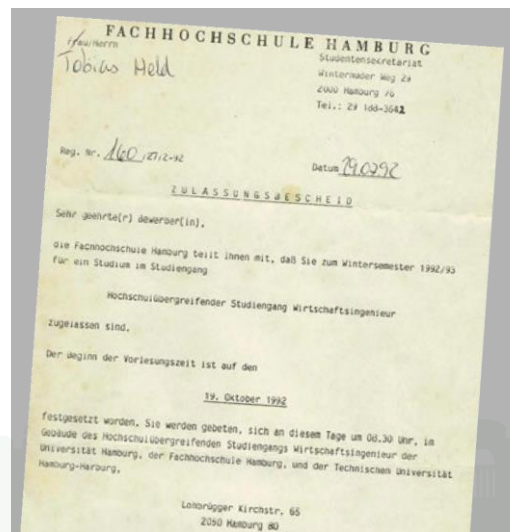 FACHHOCHSCHULE HAMBURG
Frau/Herrn
Studentensekretariat
Tobias Held
Winterhuder Weg 29
2000 Hamburg 76
Tel.: 29 188-3642
Reg. Nr. 160 /27/2-92
Datum 29.0792
ZULASSUNGSBESCHEID
Sehr geehrte(r) Bewerber(in),
die Fachhochschule Hamburg teilt Ihnen mit, daß Sie zum Wintersemester 1992/93
für ein Studium im Studiengang
Hochschulübergreifender Studiengang Wirtschaftsingenieur
zugelassen sind.
Der Beginn der Vorlesungszeit ist auf den
19. Oktober 1992
festgesetzt worden. Sie werden gebeten, sich an diesem Tage um 08.30 Uhr, im
Gebäude des Hochschulübergreifenden Studiengangs Wirtschaftsingenieur der
Universität Hamburg, der Fachhochschule Hamburg, und der Technischen Universität
Hamburg-Harburg,
Lohbrügger Kirchstr. 65
2050 Hamburg 80